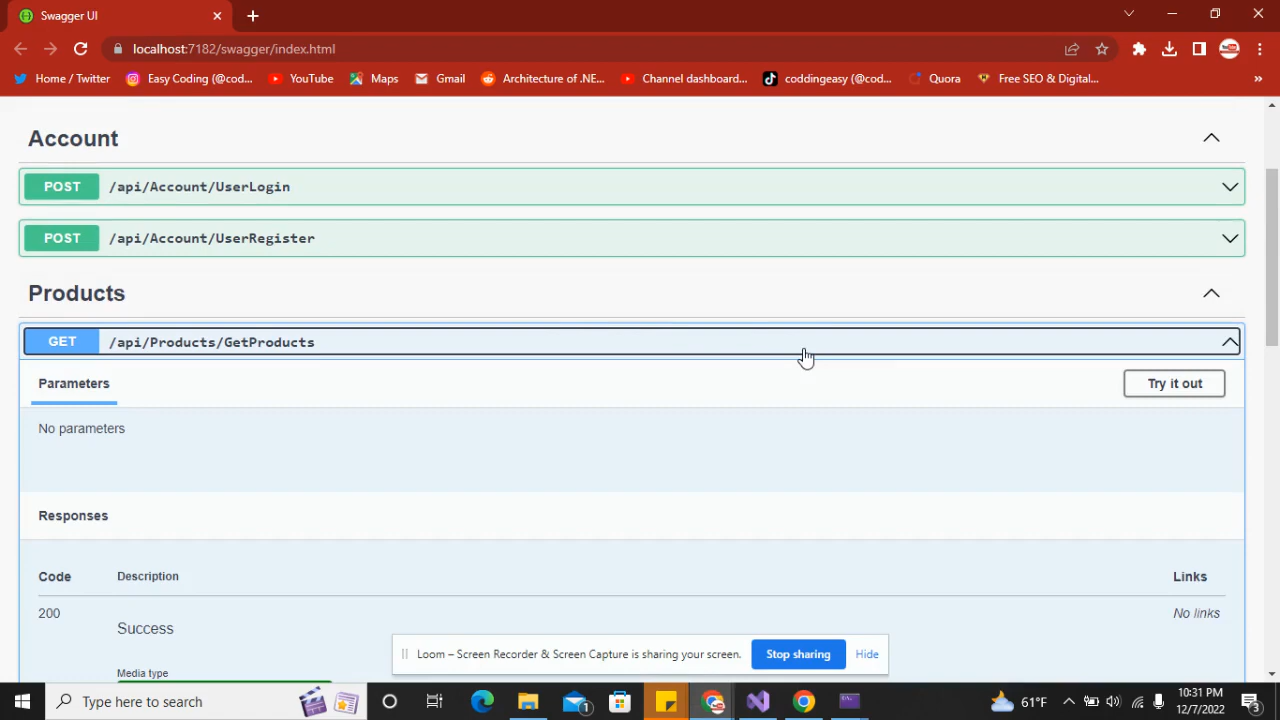 Swagger UI
localhost:7182/swagger/index.html
Home / Twitter
Easy Coding (@cod...
YouTube
Maps
Gmail
Architecture of .NE...
Channel dashboard...
coddingeasy (@cod...
Quora
Free SEO & Digital...
»
Account
POST /api/Account/UserLogin
POST /api/Account/UserRegister
Products
GET /api/Products/GetProducts
Parameters
Try it out
No parameters
Responses
Code Description Links
200 Success No links
Media type
Loom – Screen Recorder & Screen Capture is sharing your screen. Stop sharing Hide
Type here to search
1
61°F
10:31 PM
12/7/2022
3